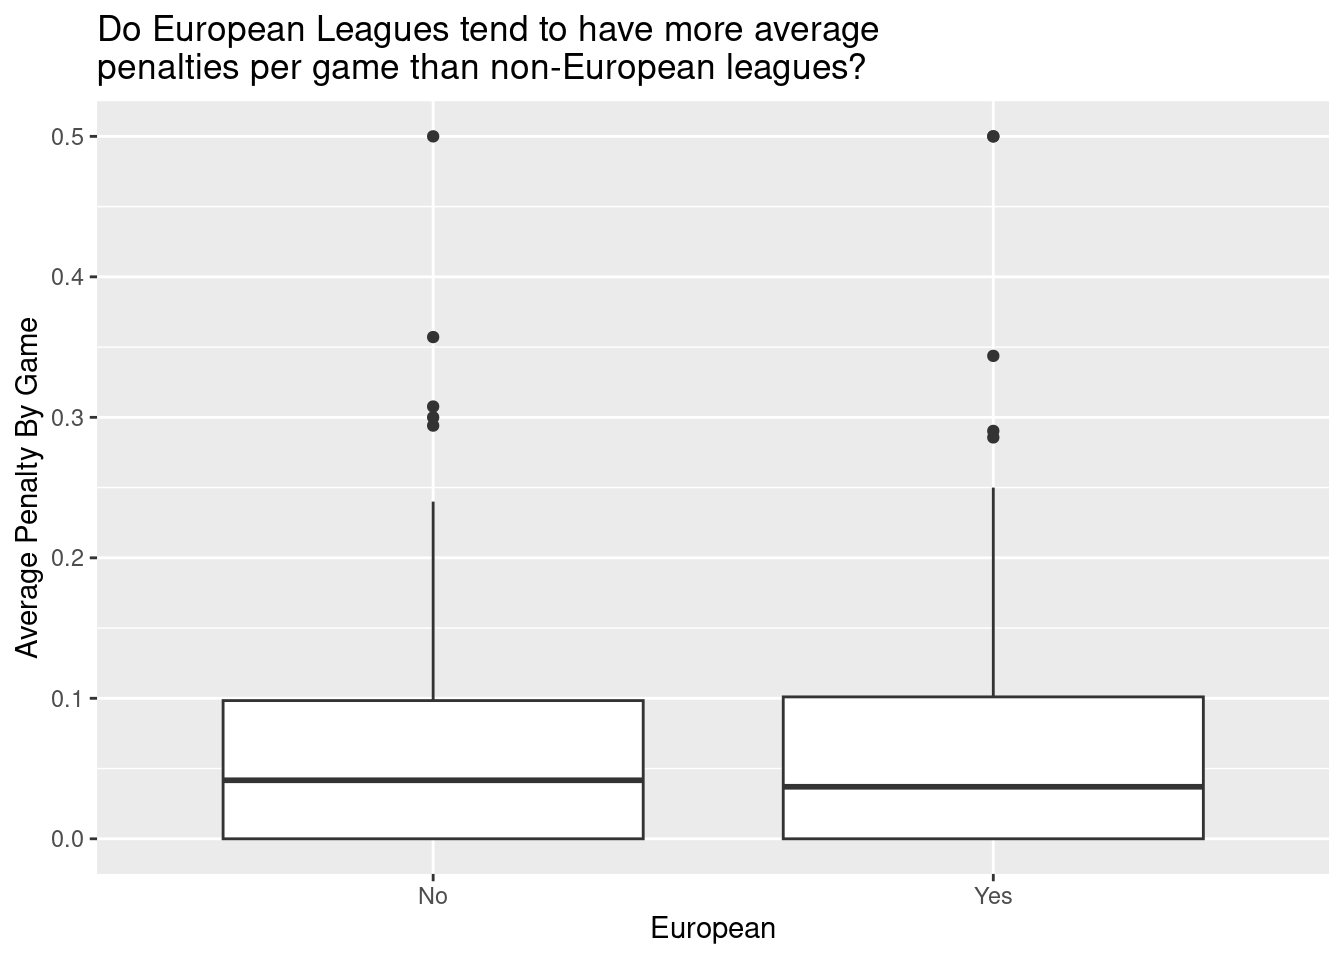 Do European Leagues tend to have more average
penalties per game than non-European leagues?
Average Penalty By Game
0.5
0.4
0.3
0.2
0.1
0.0
No
Yes
European